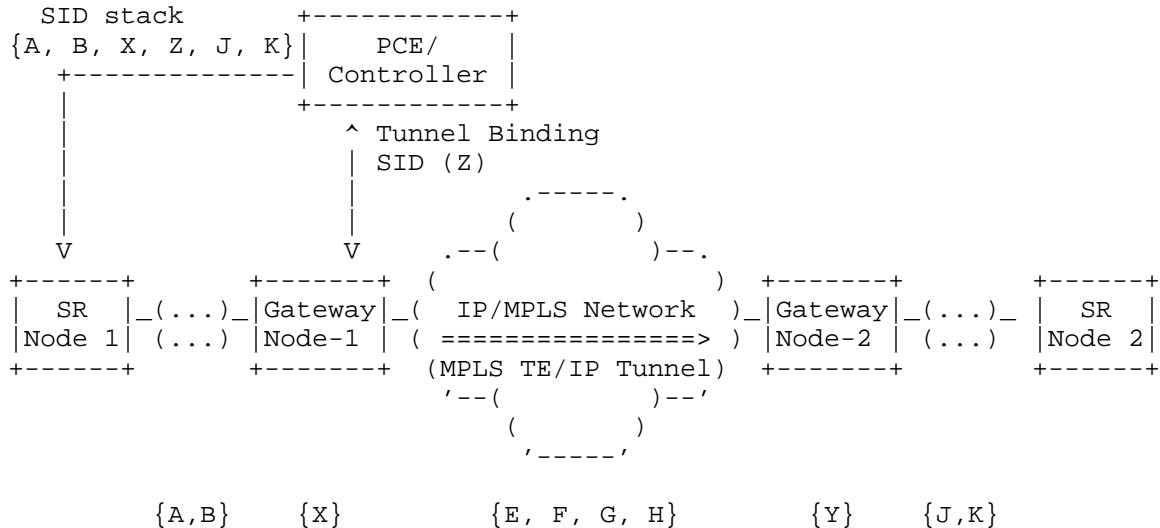 SID stack +------------+
{A, B, X, Z, J, K}| PCE/ |
+--------------| Controller |
| +------------+
| ^ Tunnel Binding
| | SID (Z)
| | .-----.
| | ( )
V V .--( )--.
+------+ +-------+ ( ) +-------+ +------+
| SR |_(...)_|Gateway|_( IP/MPLS Network )_|Gateway|_(...)_ | SR |
|Node 1| (...) |Node-1 | ( ================> ) |Node-2 | (...) |Node 2|
+------+ +-------+ (MPLS TE/IP Tunnel) +-------+ +------+
'--( )--'
( )
'-----'
{A,B} {X} {E, F, G, H} {Y} {J,K}